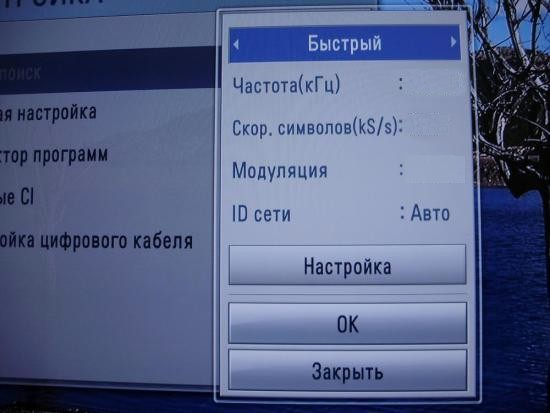 Быстрый
поиск
Частота(кГц) :
ая настройка
Скор. символов(kS/s):
ктор программ
Модуляция :
ые CI
ID сети : Авто
ойка цифрового кабеля
Настройка
OK
Закрыть